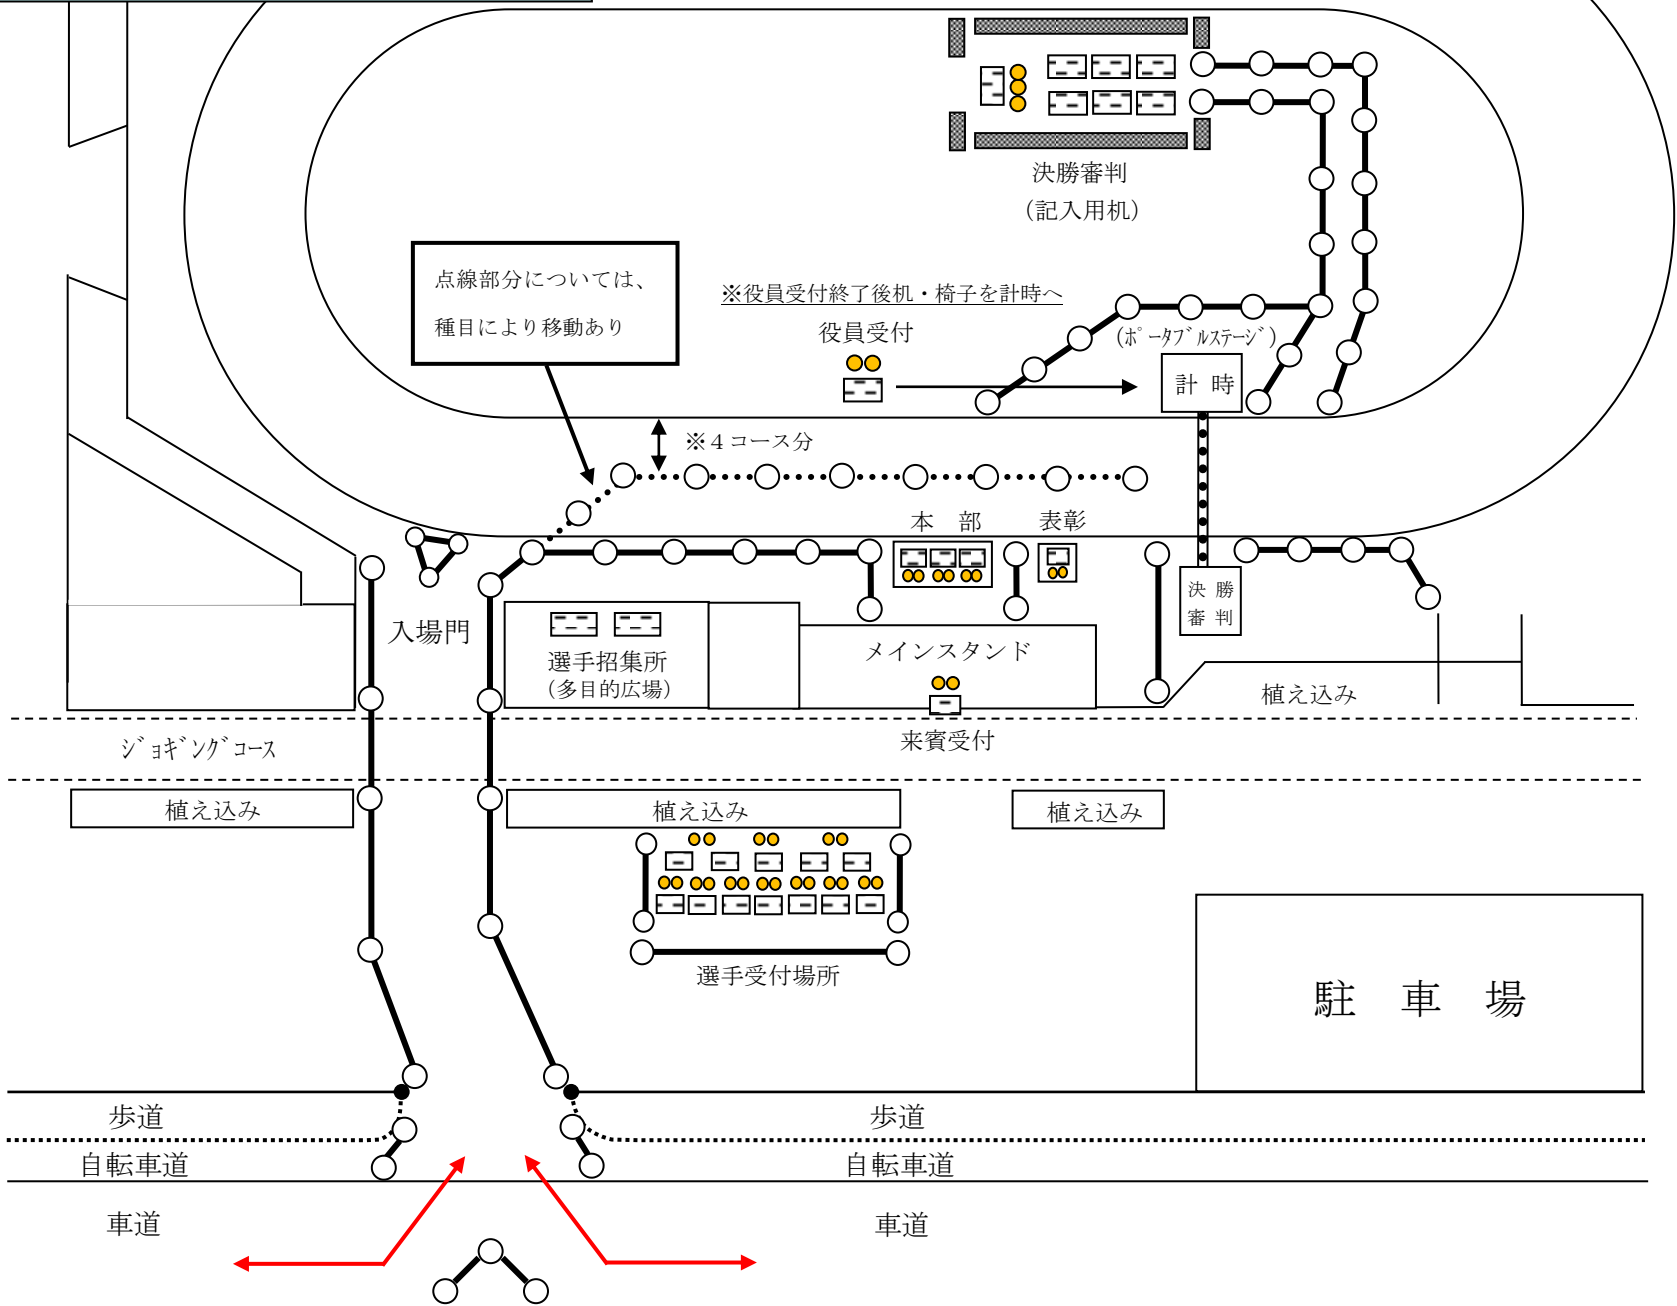 決勝審判
（記入用机）
点線部分については、
種目により移動あり
※役員受付終了後机・椅子を計時へ
役員受付
（ﾎﾟｰﾀﾌﾞﾙｽﾃｰｼﾞ）
計 時
※４コース分
本 部
表彰
決 勝
審 判
入場門
選手招集所
（多目的広場）
メインスタンド
植え込み
来賓受付
ｼﾞｮｷﾞﾝｸﾞｺｰｽ
植え込み
植え込み
植え込み
選手受付場所
駐 車 場
歩道
歩道
自転車道
自転車道
車道
車道